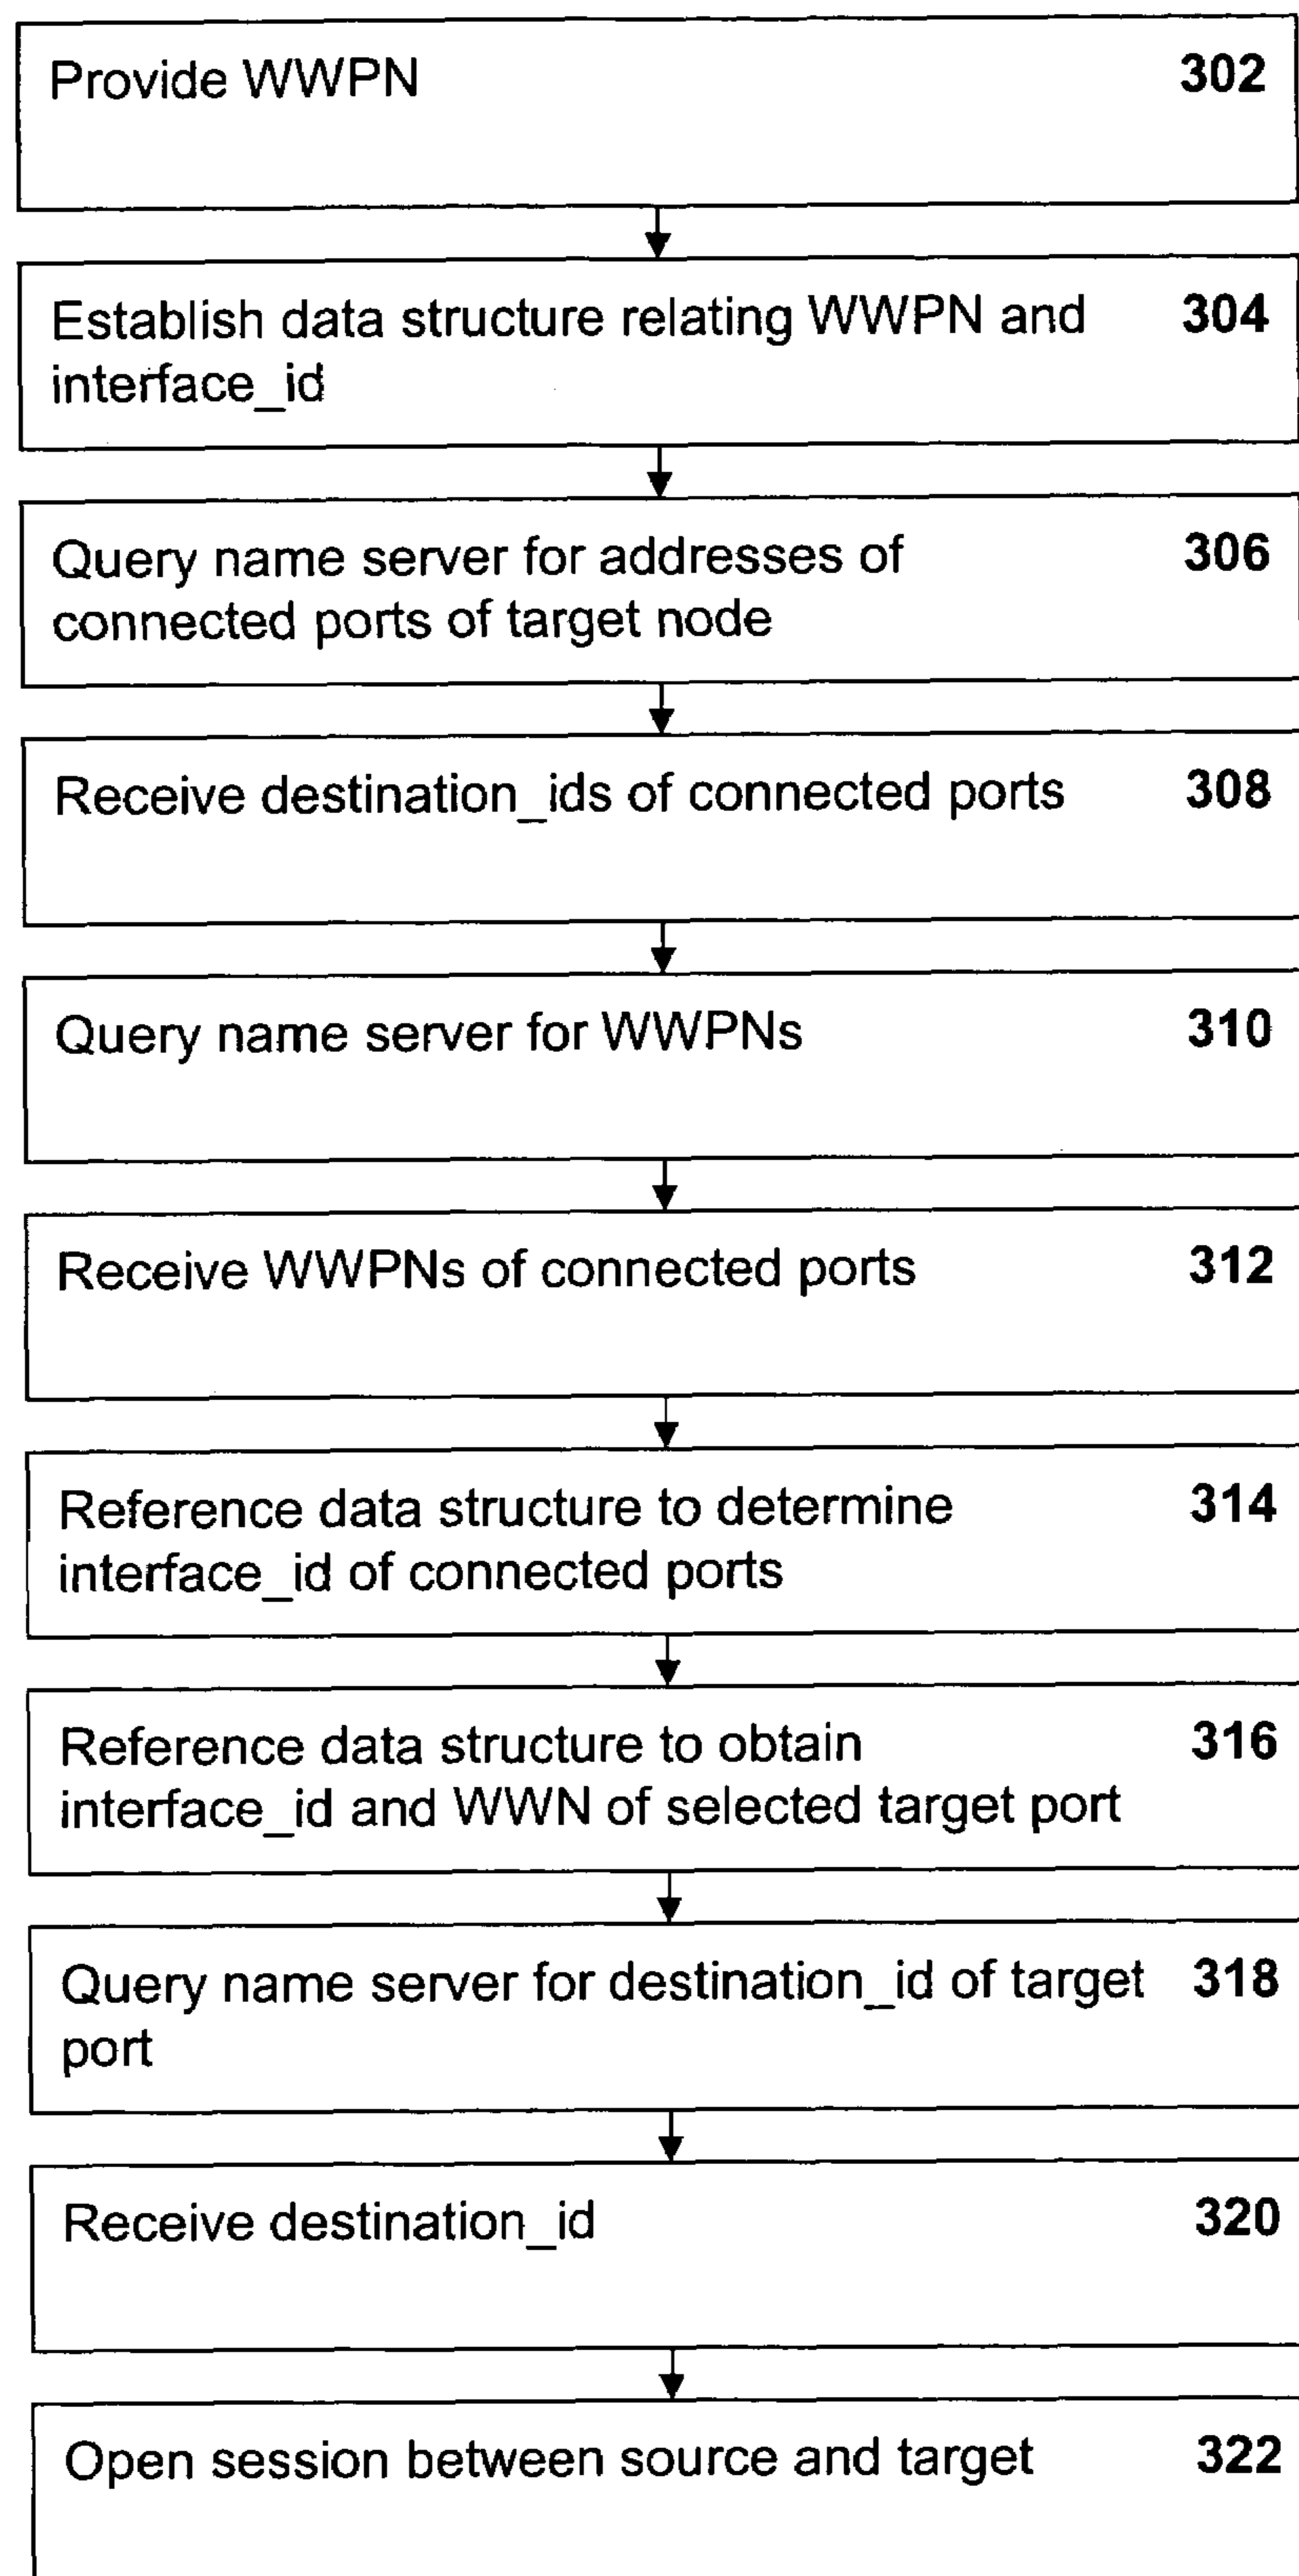 Provide WWPN 302
Establish data structure relating WWPN and 304
interface_id
Query name server for addresses of 306
connected ports of target node
Receive destination_ids of connected ports 308
Query name server for WWPNs 310
Receive WWPNs of connected ports 312
Reference data structure to determine 314
interface_id of connected ports
Reference data structure to obtain 316
interface_id and WWN of selected target port
Query name server for destination_id of target 318
port
Receive destination_id 320
Open session between source and target 322